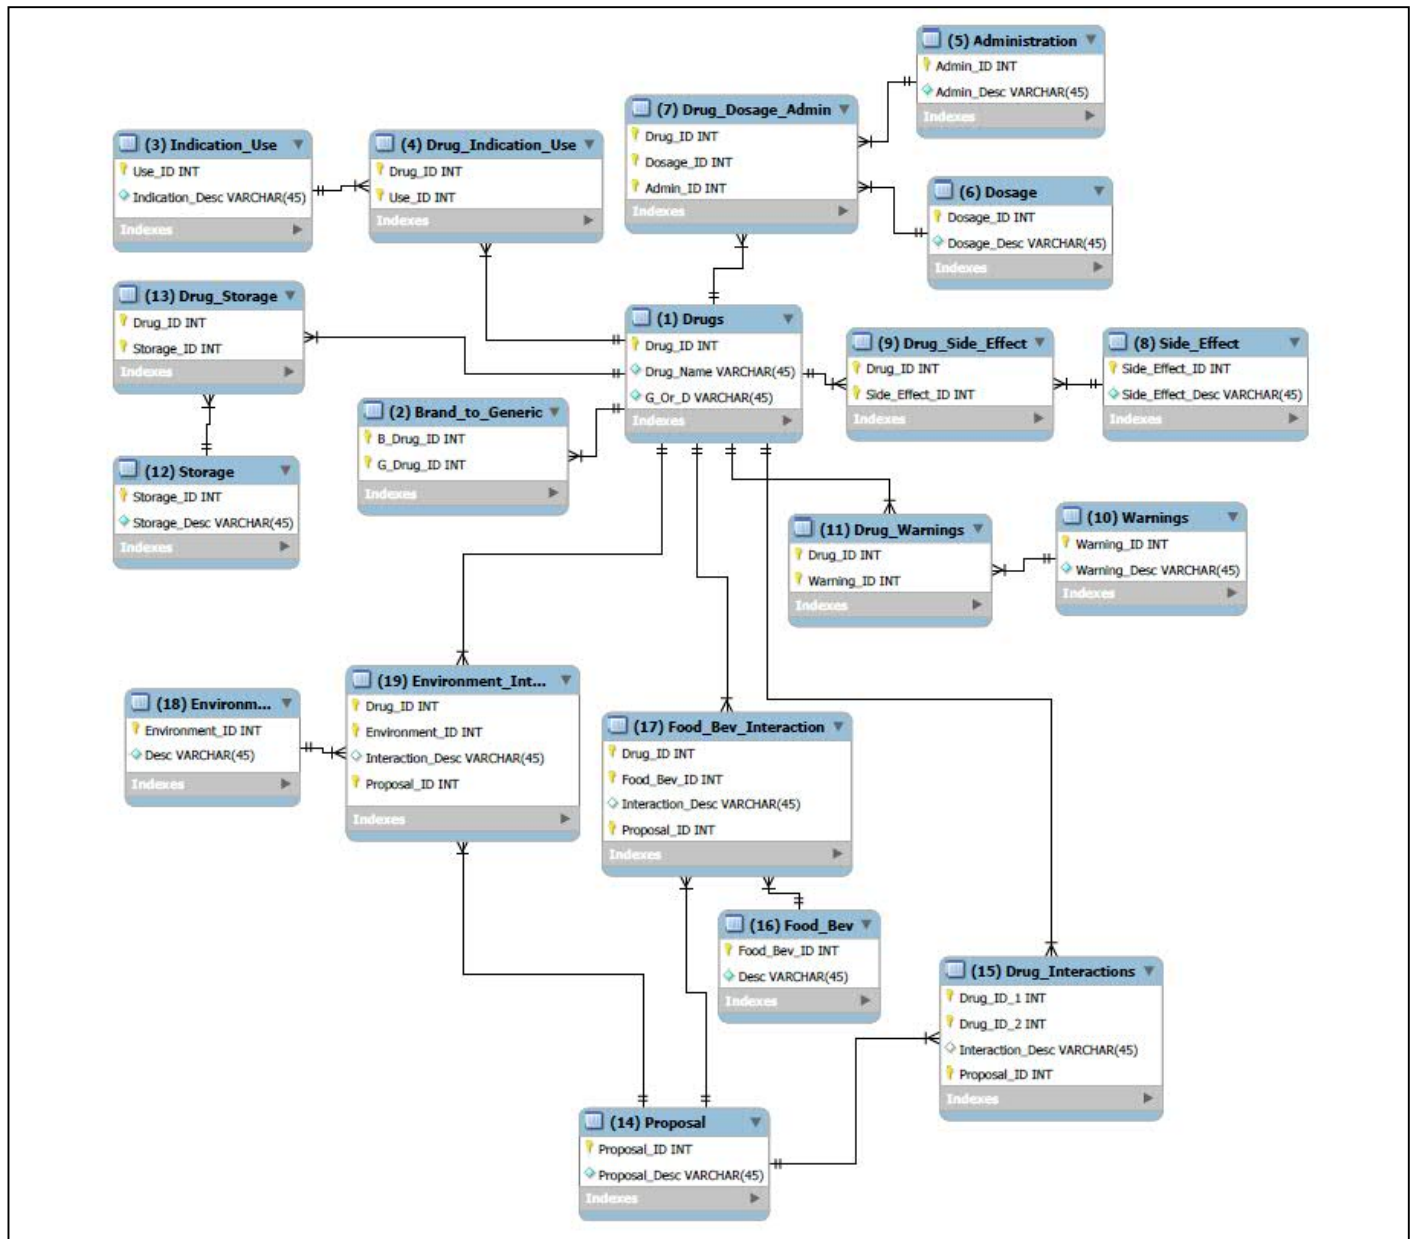 (5) Administration
Admin_ID INT
Admin_Desc VARCHAR(45)
Indexes
(7) Drug_Dosage_Admin
Drug_ID INT
Dosage_ID INT
Admin_ID INT
Indexes
(3) Indication_Use
Use_ID INT
Indication_Desc VARCHAR(45)
Indexes
(4) Drug_Indication_Use
Drug_ID INT
Use_ID INT
Indexes
(6) Dosage
Dosage_ID INT
Dosage_Desc VARCHAR(45)
Indexes
(13) Drug_Storage
Drug_ID INT
Storage_ID INT
Indexes
(1) Drugs
Drug_ID INT
Drug_Name VARCHAR(45)
G_Or_D VARCHAR(45)
Indexes
(9) Drug_Side_Effect
Drug_ID INT
Side_Effect_ID INT
Indexes
(8) Side_Effect
Side_Effect_ID INT
Side_Effect_Desc VARCHAR(45)
Indexes
(2) Brand_to_Generic
B_Drug_ID INT
G_Drug_ID INT
Indexes
(12) Storage
Storage_ID INT
Storage_Desc VARCHAR(45)
Indexes
(11) Drug_Warnings
Drug_ID INT
Warning_ID INT
Indexes
(10) Warnings
Warning_ID INT
Warning_Desc VARCHAR(45)
Indexes
(18) Environm...
Environment_ID INT
Desc VARCHAR(45)
Indexes
(19) Environment_Int...
Drug_ID INT
Environment_ID INT
Interaction_Desc VARCHAR(45)
Proposal_ID INT
Indexes
(17) Food_Bev_Interaction
Drug_ID INT
Food_Bev_ID INT
Interaction_Desc VARCHAR(45)
Proposal_ID INT
Indexes
(16) Food_Bev
Food_Bev_ID INT
Desc VARCHAR(45)
Indexes
(15) Drug_Interactions
Drug_ID_1 INT
Drug_ID_2 INT
Interaction_Desc VARCHAR(45)
Proposal_ID INT
Indexes
(14) Proposal
Proposal_ID INT
Proposal_Desc VARCHAR(45)
Indexes